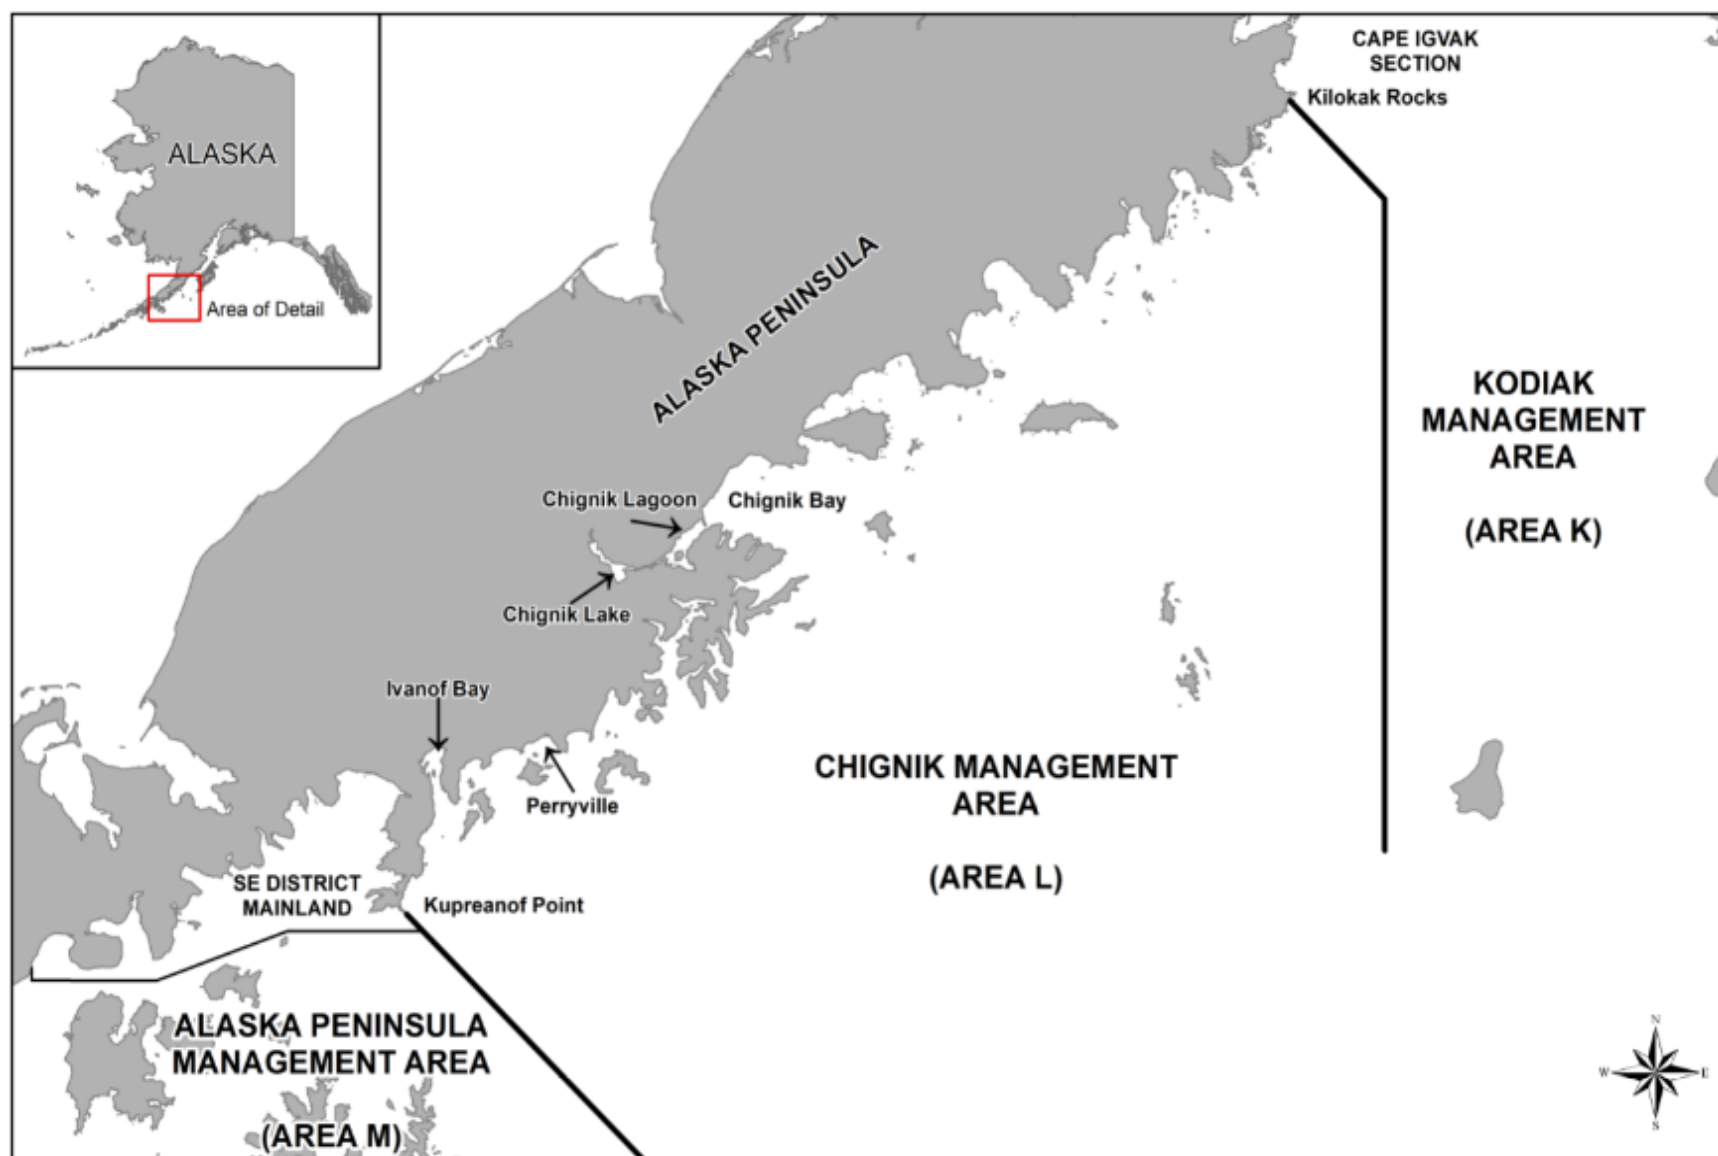 CAPE IGVAK
SECTION
Kilokak Rocks
ALASKA
Area of Detail
ALASKA PENINSULA
KODIAK
MANAGEMENT
AREA
(AREA K)
Chignik Lagoon
Chignik Bay
Chignik Lake
Ivanof Bay
Perryville
CHIGNIK MANAGEMENT
AREA
(AREA L)
SE DISTRICT
MAINLAND
Kupreanof Point
ALASKA PENINSULA
MANAGEMENT AREA
(AREA M)
N
W
E
S